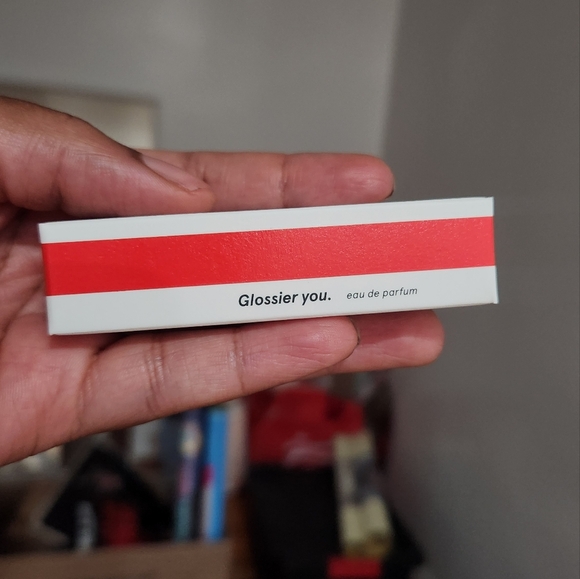 Glossier you. eau de parfum